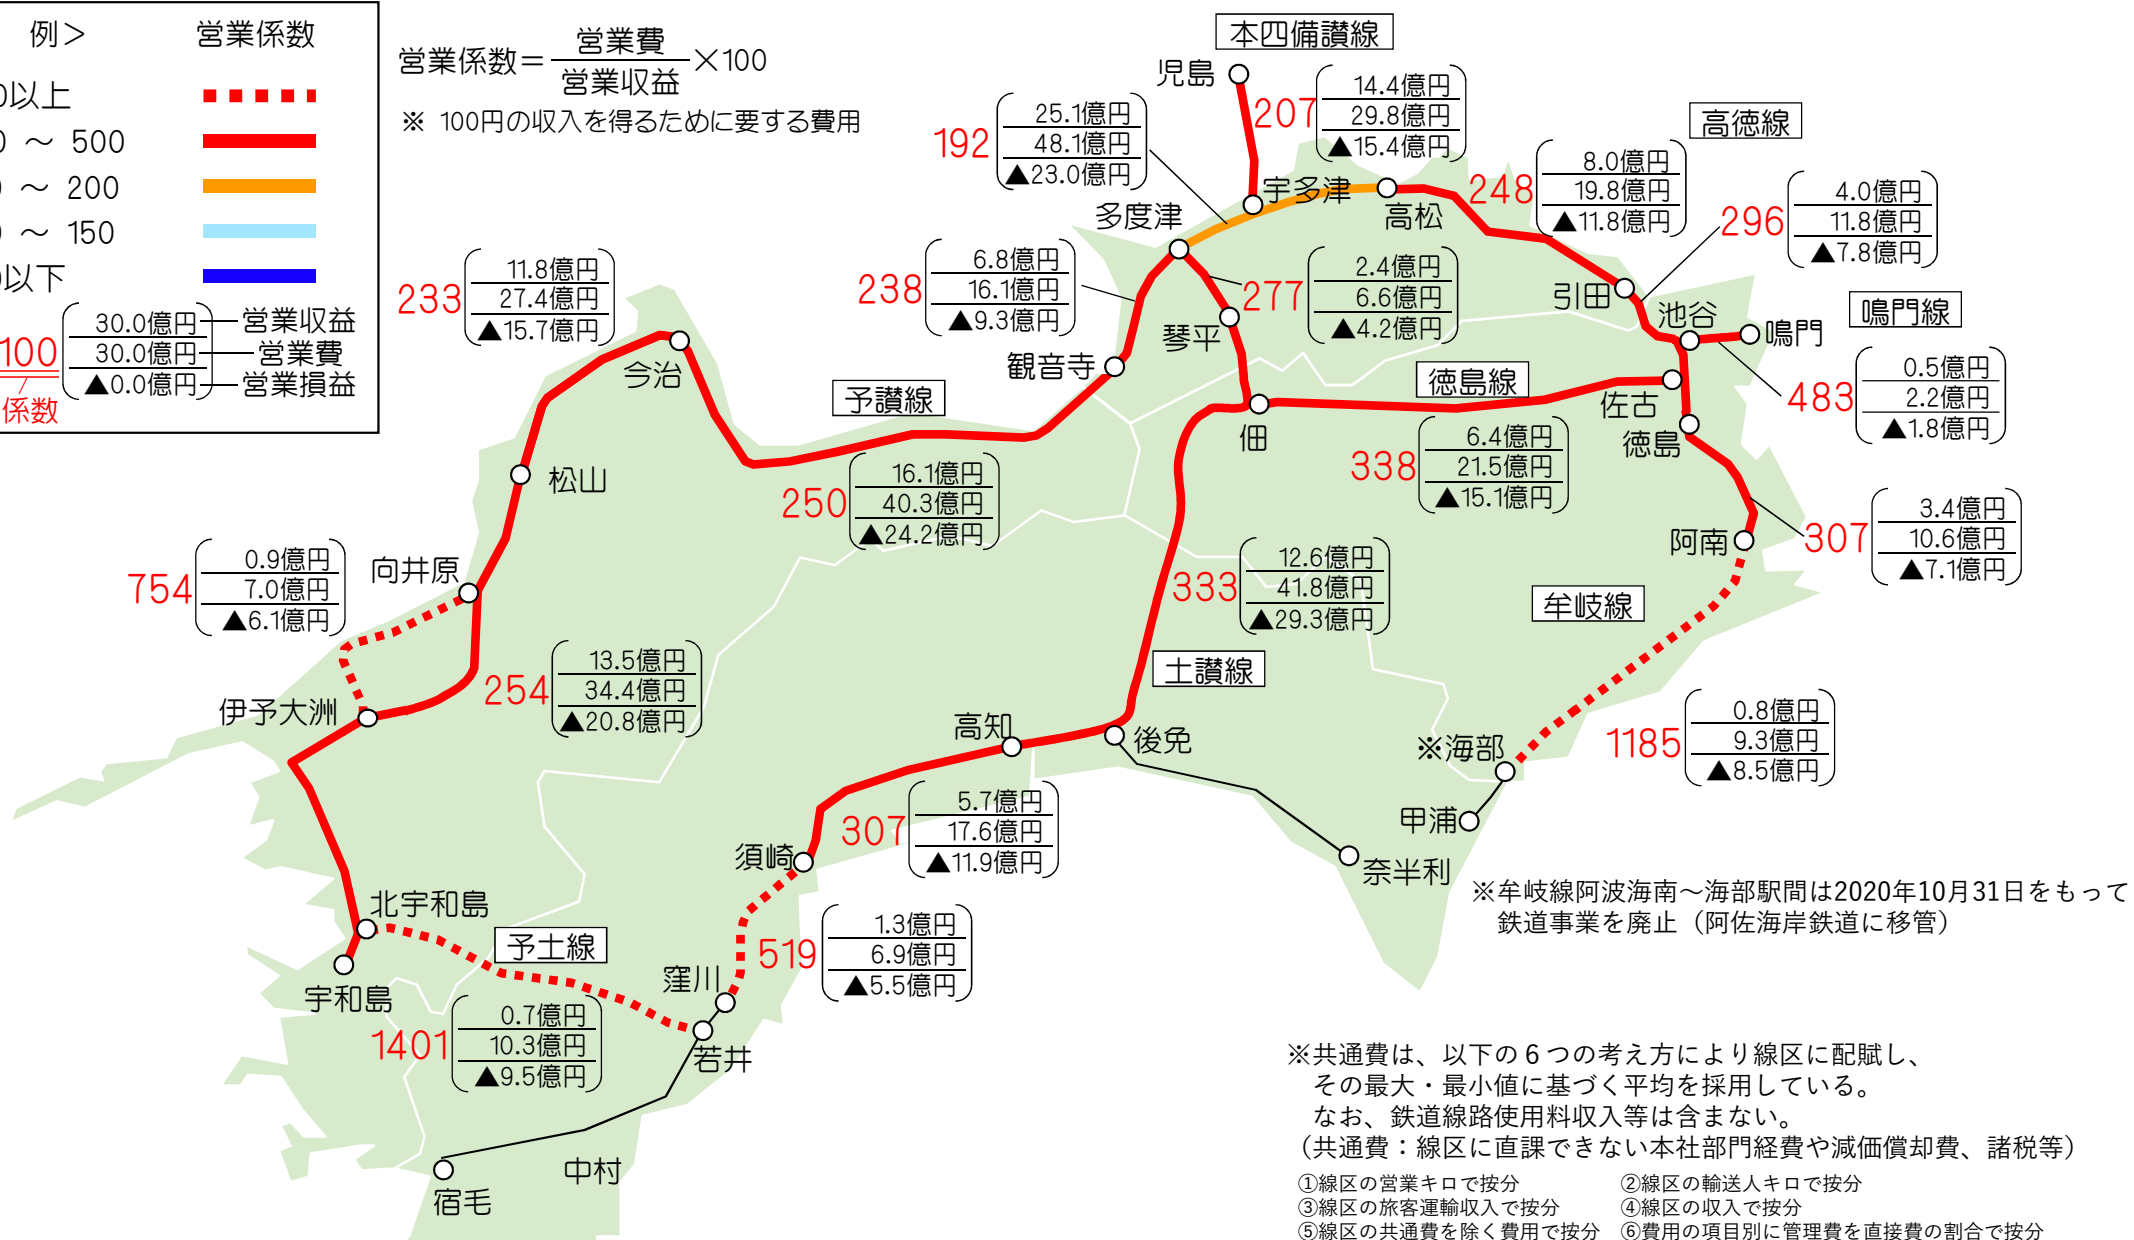 例＞ 営業係数
0以上
0 ～ 500
0 ～ 200
0 ～ 150
0以下
100
30.0億円 営業収益
30.0億円 営業費
▲0.0億円 営業損益
係数
営業係数＝営業費／営業収益×100
※ 100円の収入を得るために要する費用
本四備讃線
児島
207
14.4億円
29.8億円
▲15.4億円
192
25.1億円
48.1億円
▲23.0億円
宇多津
多度津
高松
高徳線
248
8.0億円
19.8億円
▲11.8億円
296
4.0億円
11.8億円
▲7.8億円
引田
池谷
鳴門
鳴門線
483
0.5億円
2.2億円
▲1.8億円
233
11.8億円
27.4億円
▲15.7億円
238
6.8億円
16.1億円
▲9.3億円
277
2.4億円
6.6億円
▲4.2億円
琴平
観音寺
今治
予讃線
徳島線
佐古
徳島
佃
338
6.4億円
21.5億円
▲15.1億円
250
16.1億円
40.3億円
▲24.2億円
松山
307
3.4億円
10.6億円
▲7.1億円
阿南
牟岐線
333
12.6億円
41.8億円
▲29.3億円
土讃線
754
0.9億円
7.0億円
▲6.1億円
向井原
254
13.5億円
34.4億円
▲20.8億円
伊予大洲
高知
後免
※海部
1185
0.8億円
9.3億円
▲8.5億円
甲浦
奈半利
307
5.7億円
17.6億円
▲11.9億円
須崎
※牟岐線阿波海南～海部駅間は2020年10月31日をもって
鉄道事業を廃止（阿佐海岸鉄道に移管）
北宇和島
予土線
宇和島
519
1.3億円
6.9億円
▲5.5億円
窪川
若井
1401
0.7億円
10.3億円
▲9.5億円
中村
宿毛
※共通費は、以下の６つの考え方により線区に配賦し、
その最大・最小値に基づく平均を採用している。
なお、鉄道線路使用料収入等は含まない。
（共通費：線区に直課できない本社部門経費や減価償却費、諸税等）
①線区の営業キロで按分 ②線区の輸送人キロで按分
③線区の旅客運輸収入で按分 ④線区の収入で按分
⑤線区の共通費を除く費用で按分 ⑥費用の項目別に管理費を直接費の割合で按分